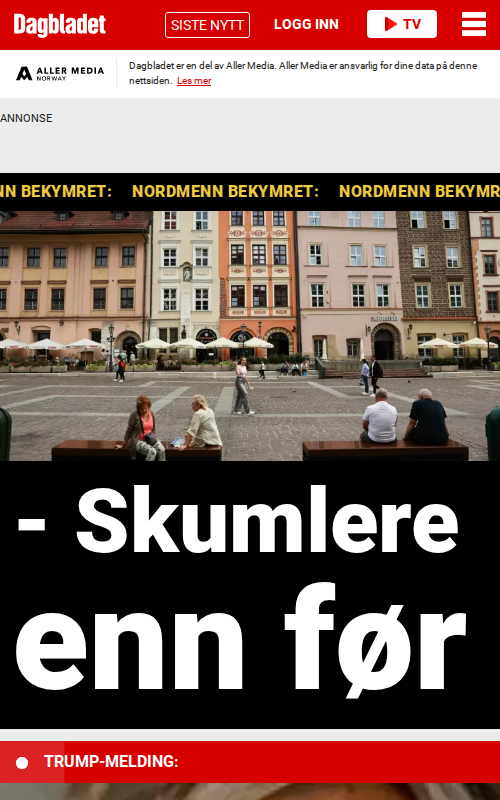 Dagbladet
SISTE NYTT
LOGG INN
TV
ALLER MEDIA
NORWAY
Dagbladet er en del av Aller Media. Aller Media er ansvarlig for dine data på denne
nettsiden. Les mer
ANNONSE
NN BEKYMRET: NORDMENN BEKYMRET: NORDMENN BEKYMR
- Skumlere
enn før
TRUMP-MELDING: